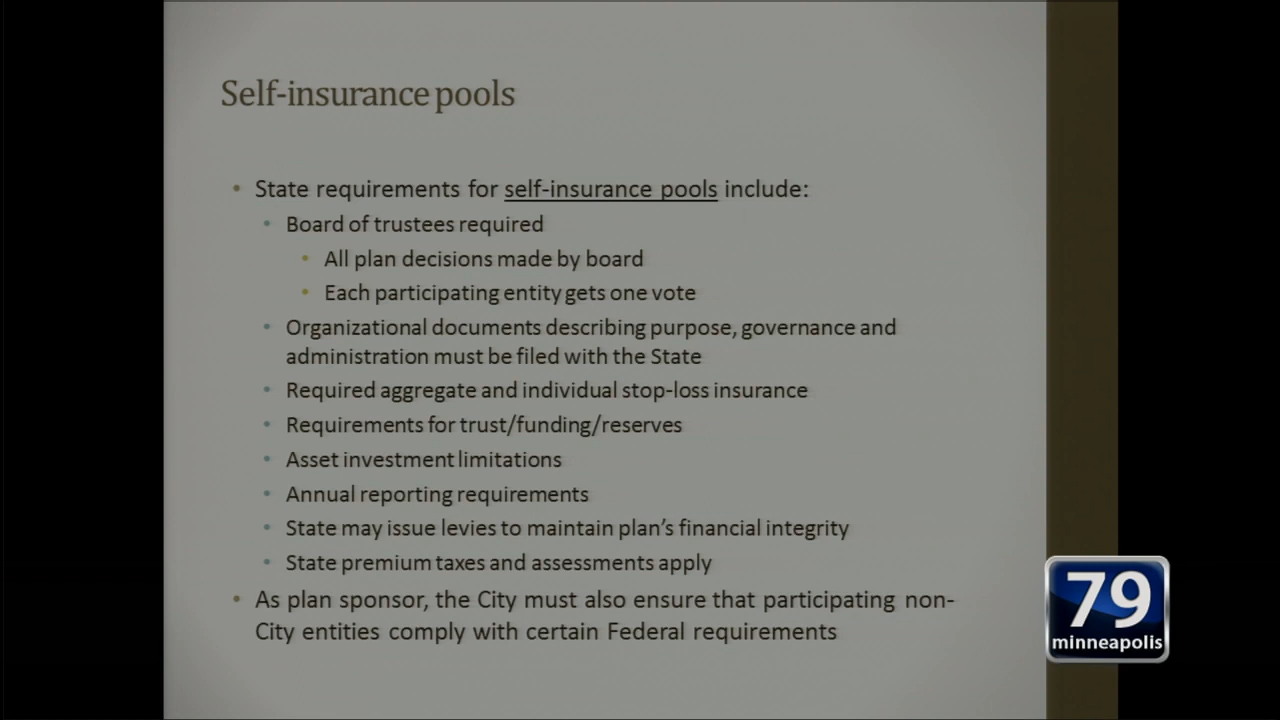 Self-insurance pools
• State requirements for self-insurance pools include:
• Board of trustees required
• All plan decisions made by board
• Each participating entity gets one vote
• Organizational documents describing purpose, governance and
administration must be filed with the State
• Required aggregate and individual stop-loss insurance
• Requirements for trust/funding/reserves
• Asset investment limitations
• Annual reporting requirements
• State may issue levies to maintain plan's financial integrity
• State premium taxes and assessments apply
• As plan sponsor, the City must also ensure that participating non-
City entities comply with certain Federal requirements
79
minneapolis